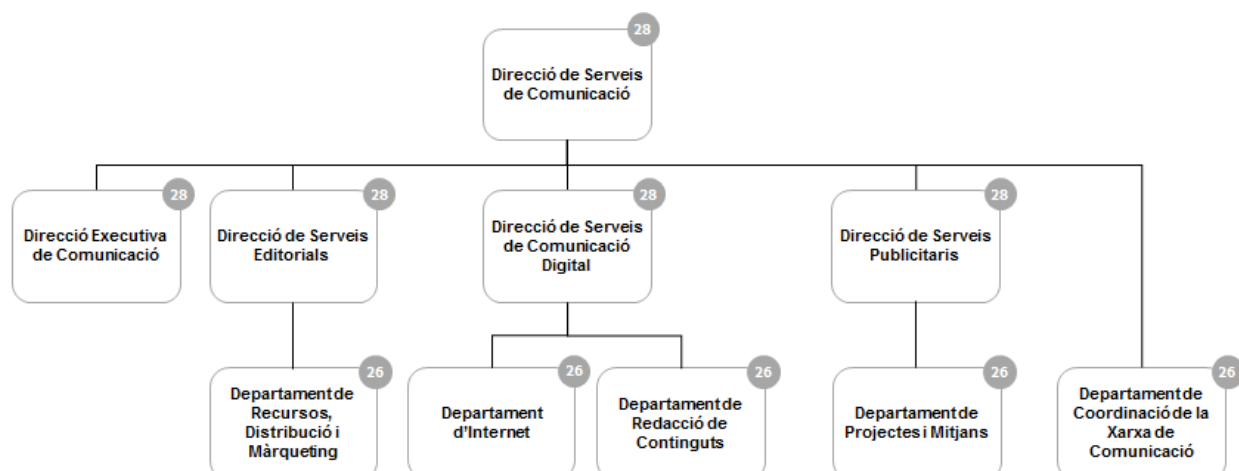 28
Direcció de Serveis
de Comunicació
28
Direcció Executiva
de Comunicació
28
Direcció de Serveis
Editorials
28
Direcció de Serveis
de Comunicació
Digital
28
Direcció de Serveis
Publicitaris
26
Departament de
Recursos,
Distribució i
Màrqueting
26
Departament
d'Internet
26
Departament de
Redacció de
Continguts
26
Departament de
Projectes i Mitjans
26
Departament de
Coordinació de la
Xarxa de
Comunicació